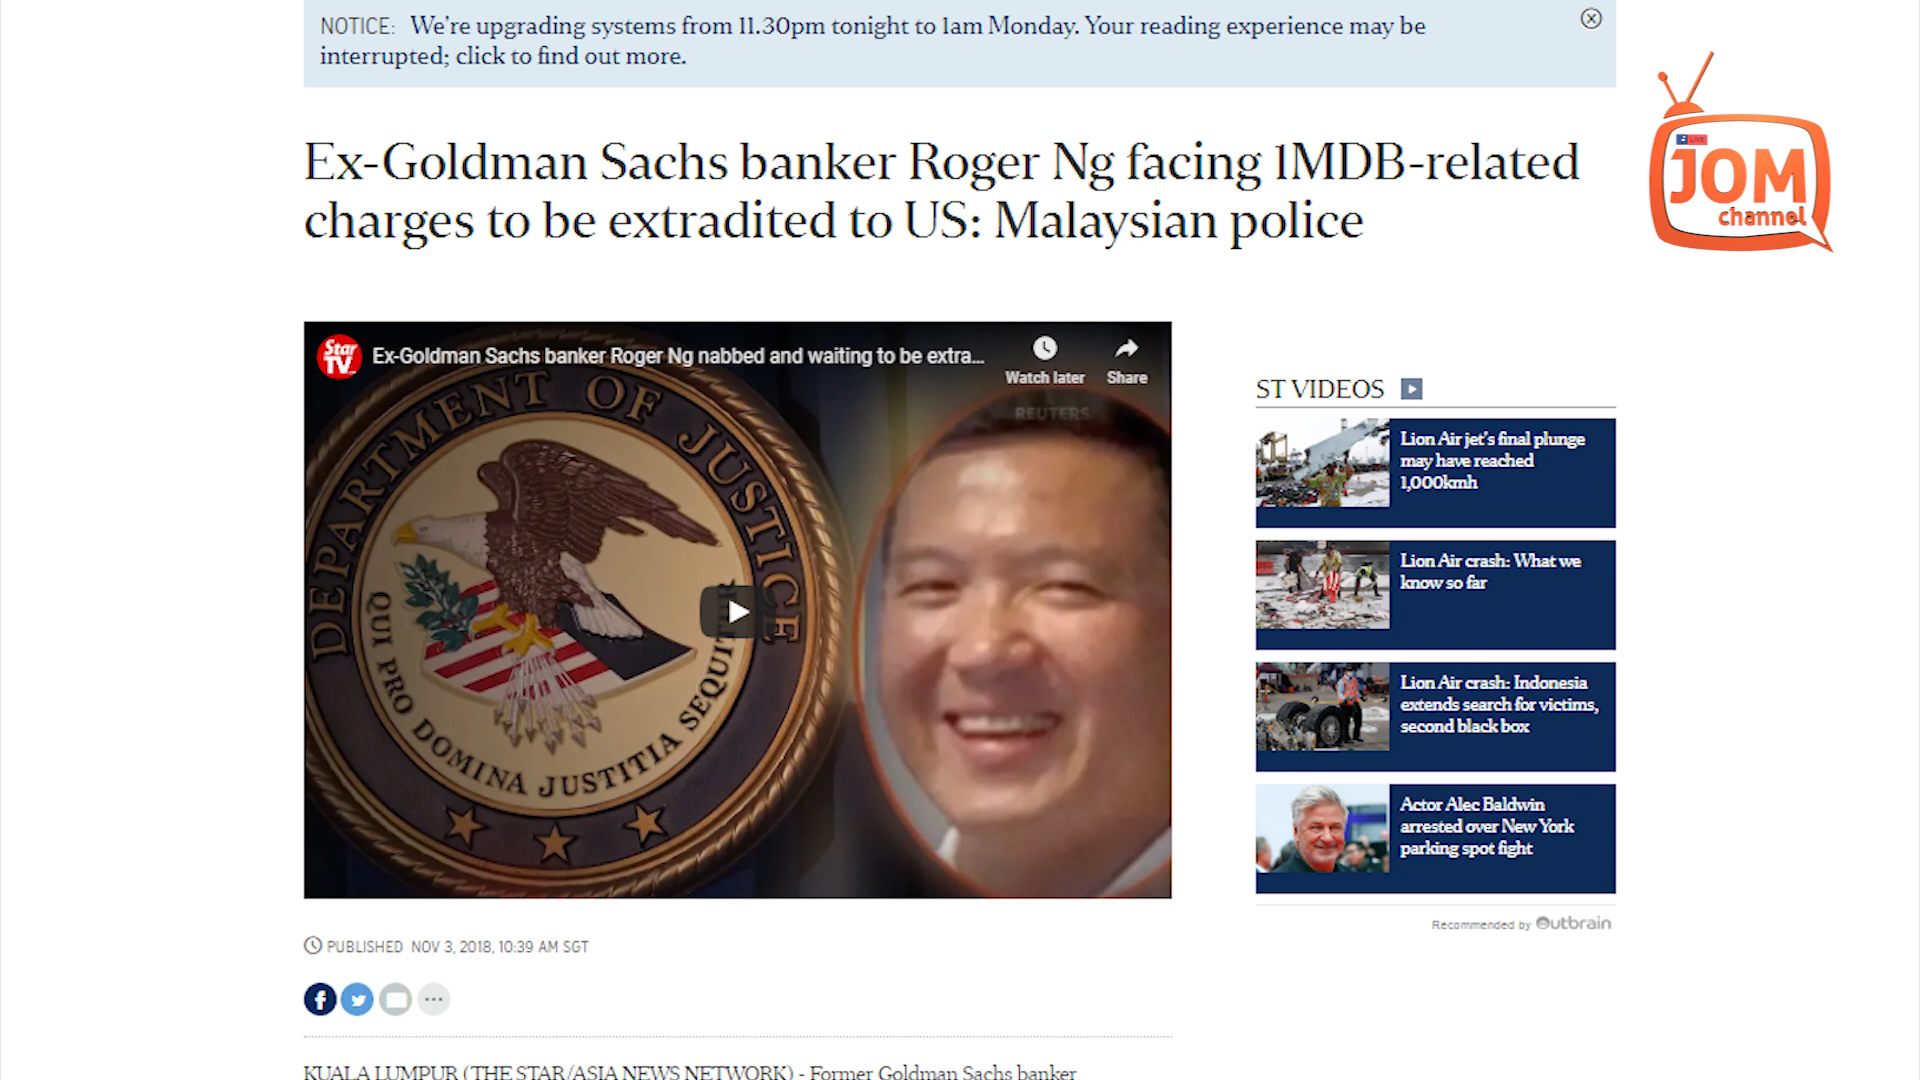 NOTICE: We're upgrading systems from 11.30pm tonight to 1am Monday. Your reading experience may be
interrupted; click to find out more.
LIVE
JOM
channel
Ex-Goldman Sachs banker Roger Ng facing 1MDB-related
charges to be extradited to US: Malaysian police
Star
TV
Ex-Goldman Sachs banker Roger Ng nabbed and waiting to be extra...
Watch later
Share
REUTERS
DEPARTMENT OF JUSTICE
QUI PRO DOMINA JUSTITIA SEQUITUR
ST VIDEOS
Lion Air jet's final plunge
may have reached
1,000kmh
Lion Air crash: What we
know so far
Lion Air crash: Indonesia
extends search for victims,
second black box
Actor Alec Baldwin
arrested over New York
parking spot fight
Recommended by Outbrain
PUBLISHED NOV 3, 2018, 10:39 AM SGT
KUALA LUMPUR (THE STAR/ASIA NEWS NETWORK) - Former Goldman Sachs banker